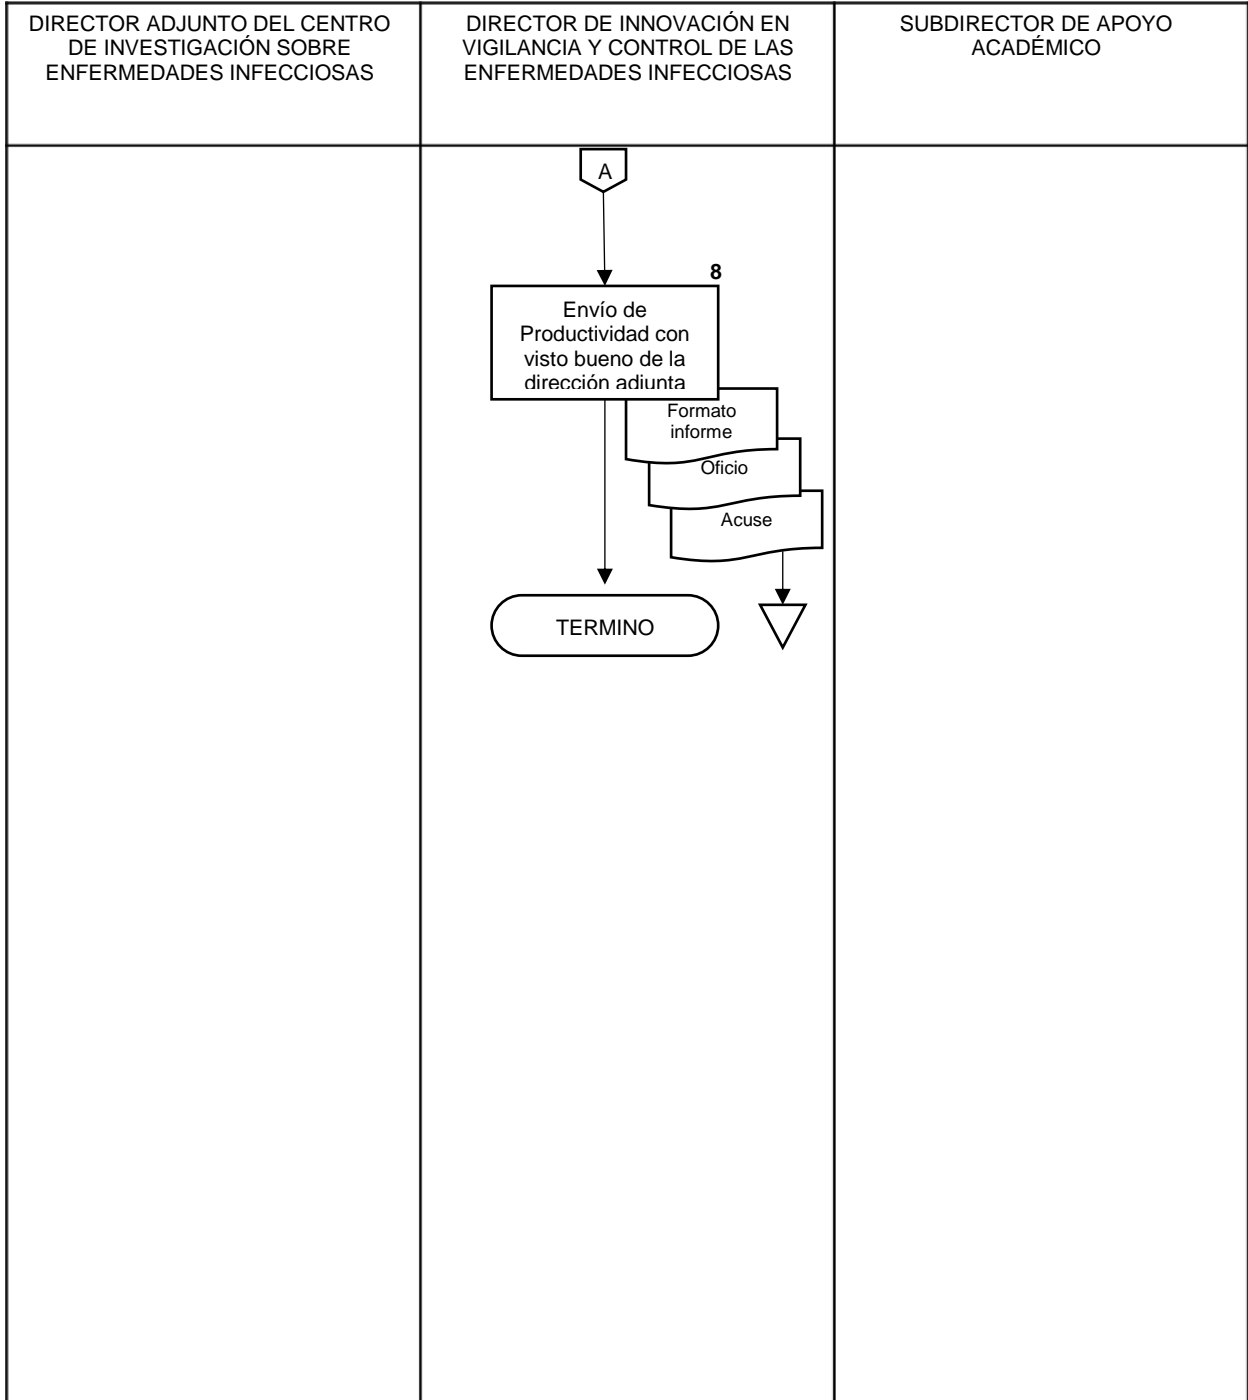 DIRECTOR ADJUNTO DEL CENTRO
DE INVESTIGACIÓN SOBRE
ENFERMEDADES INFECCIOSAS
DIRECTOR DE INNOVACIÓN EN
VIGILANCIA Y CONTROL DE LAS
ENFERMEDADES INFECCIOSAS
SUBDIRECTOR DE APOYO
ACADÉMICO
A
8
Envío de
Productividad con
visto bueno de la
dirección adjunta
Formato
informe
Oficio
Acuse
TERMINO